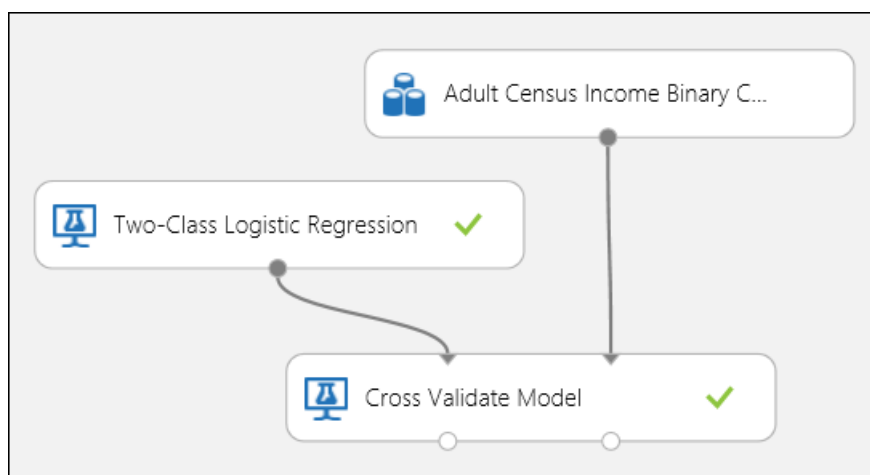 Adult Census Income Binary C...
Two-Class Logistic Regression
Cross Validate Model